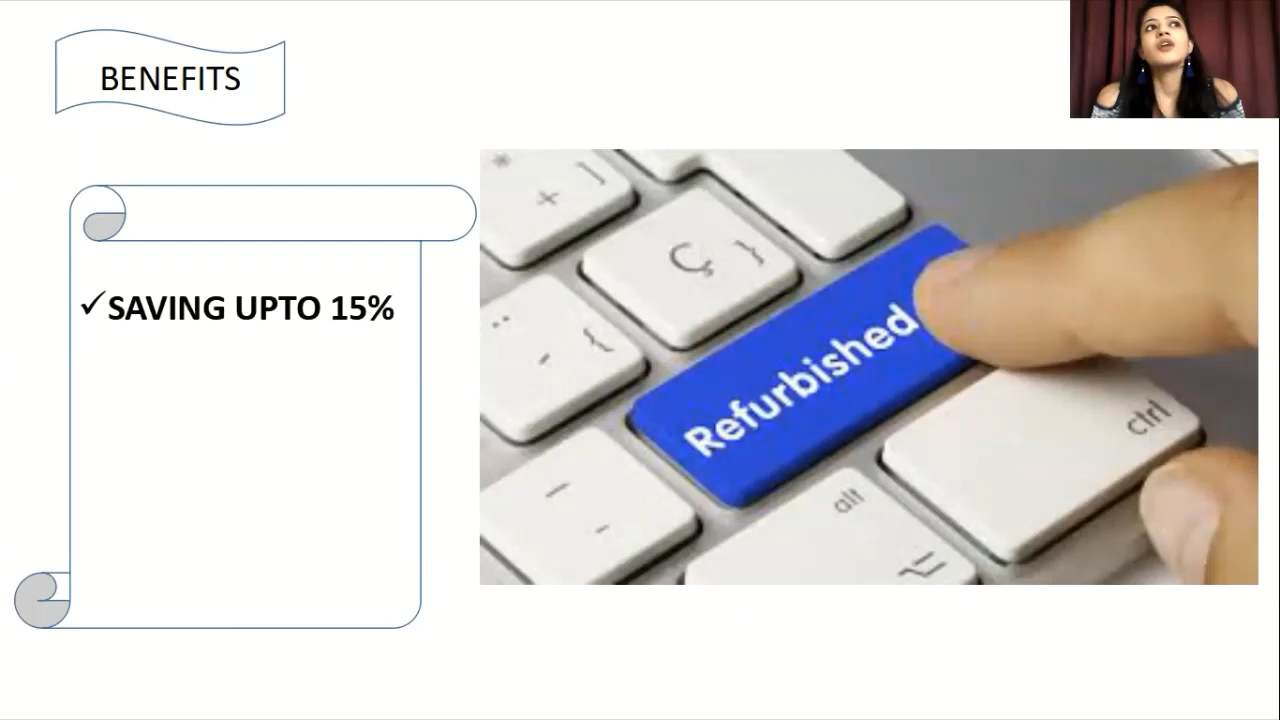 BENEFITS
✓SAVING UPTO 15%
* + ]
Ç }
¨ - {
Refurbished
ctrl
alt